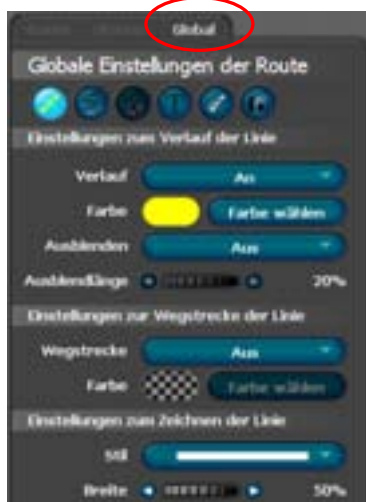 Global
Globale Einstellungen der Route
Einstellungen zum Verlauf der Linie
Verlauf An
Farbe Farbe wählen
Ausblenden Aus
Ausblendlänge 20%
Einstellungen zur Wegstrecke der Linie
Wegstrecke Aus
Farbe Farbe wählen
Einstellungen zum Zeichnen der Linie
Stil
Breite 50%